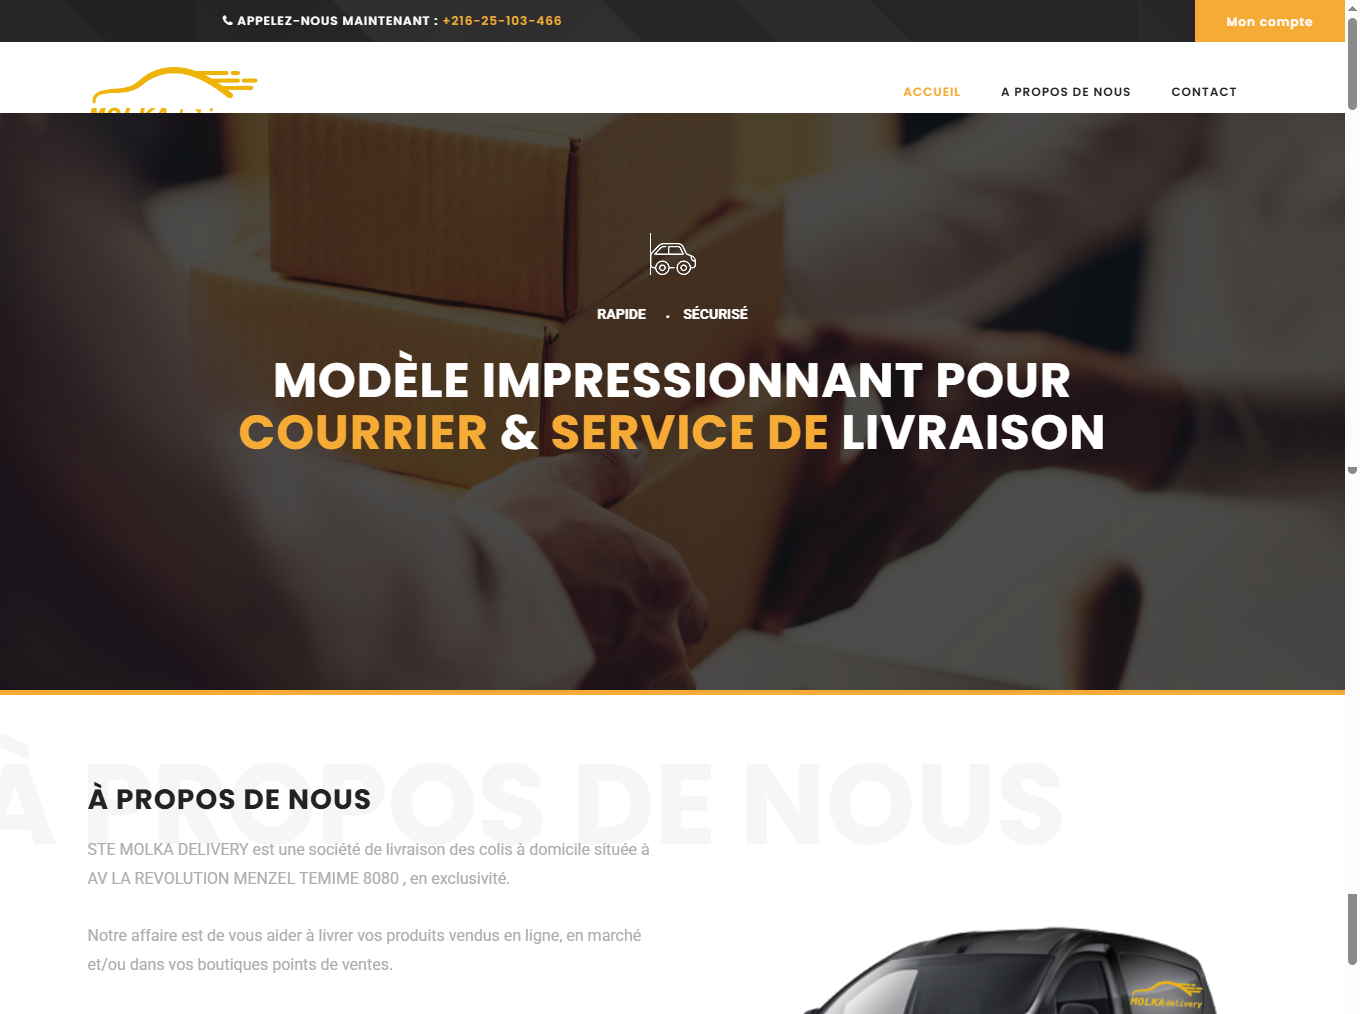 APPELEZ-NOUS MAINTENANT : +216-25-103-466
Mon compte
MOLKA
ACCUEIL
A PROPOS DE NOUS
CONTACT
RAPIDE . SÉCURISÉ
MODÈLE IMPRESSIONNANT POUR
COURRIER & SERVICE DE LIVRAISON
À PROPOS DE NOUS
À PROPOS DE NOUS
STE MOLKA DELIVERY est une société de livraison des colis à domicile située à
AV LA REVOLUTION MENZEL TEMIME 8080 , en exclusivité.
Notre affaire est de vous aider à livrer vos produits vendus en ligne, en marché
et/ou dans vos boutiques points de ventes.
MOLKA delivery